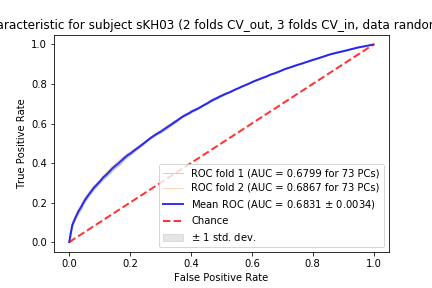 aracteristic for subject sKH03 (2 folds CV_out, 3 folds CV_in, data random
1.0
0.8
0.6
0.4
0.2
0.0
True Positive Rate
ROC fold 1 (AUC = 0.6799 for 73 PCs)
ROC fold 2 (AUC = 0.6867 for 73 PCs)
Mean ROC (AUC = 0.6831 ± 0.0034)
Chance
± 1 std. dev.
0.0 0.2 0.4 0.6 0.8 1.0
False Positive Rate